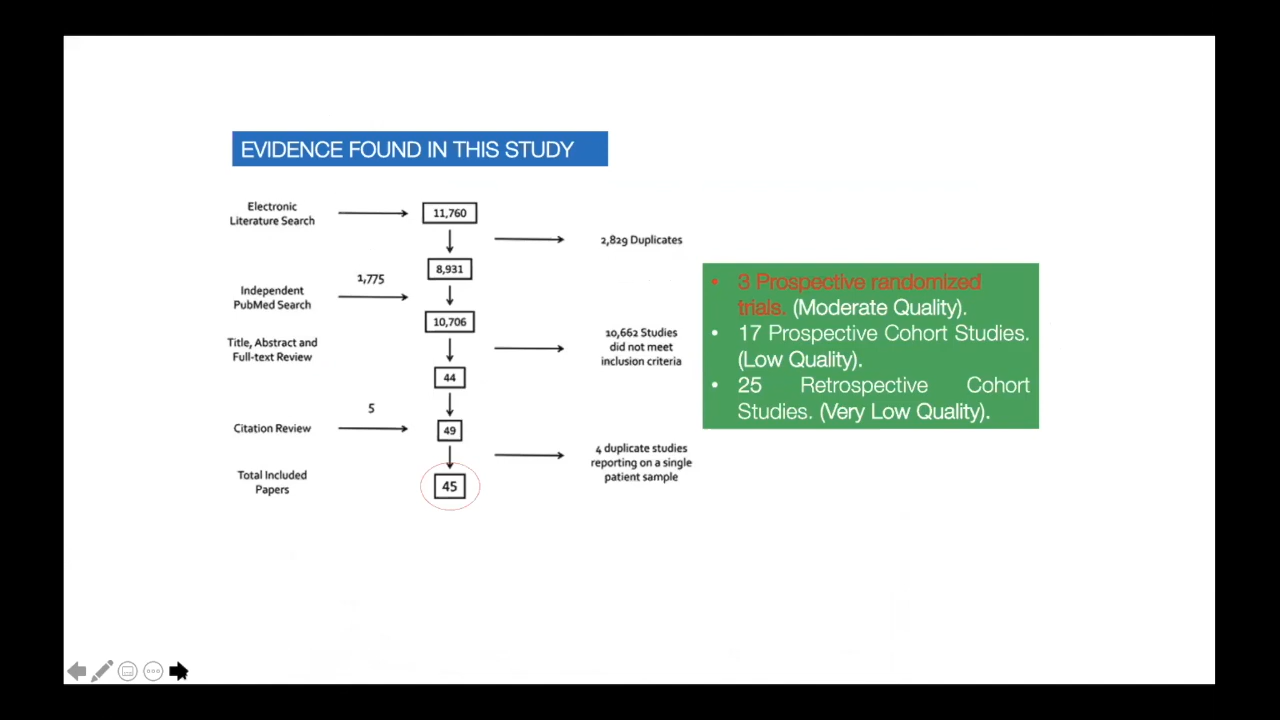 EVIDENCE FOUND IN THIS STUDY
Electronic
Literature Search
11,760
2,829 Duplicates
8,931
1,775
Independent
PubMed Search
10,706
Title, Abstract and
Full-text Review
10,662 Studies
did not meet
inclusion criteria
44
5
Citation Review
49
4 duplicate studies
reporting on a single
patient sample
Total Included
Papers
45
• 3 Prospective randomized
trials. (Moderate Quality).
• 17 Prospective Cohort Studies.
(Low Quality).
• 25 Retrospective Cohort
Studies. (Very Low Quality).